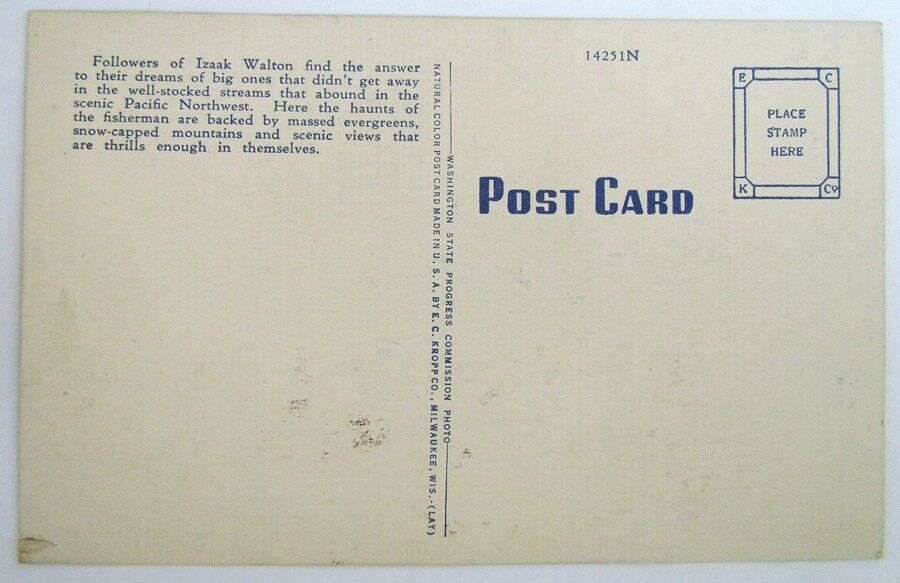 Followers of Izaak Walton find the answer
to their dreams of big ones that didn't get away
in the well-stocked streams that abound in the
scenic Pacific Northwest. Here the haunts of
the fisherman are backed by massed evergreens,
snow-capped mountains and scenic views that
are thrills enough in themselves.
NATURAL COLOR POST CARD MADE IN U. S. A. BY E. C. KROPP CO., MILWAUKEE, WIS.-(LAY)
WASHINGTON STATE PROGRESS COMMISSION PHOTO
14251N
POST CARD
E C
PLACE
STAMP
HERE
K Co